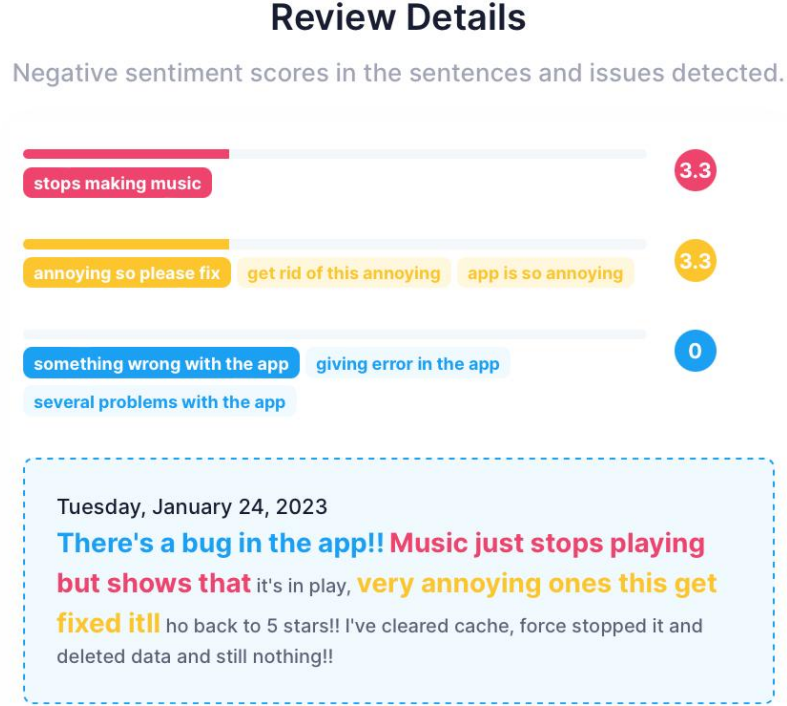 Review Details
Negative sentiment scores in the sentences and issues detected.
3.3
stops making music
3.3
annoying so please fix get rid of this annoying app is so annoying
0
something wrong with the app giving error in the app
several problems with the app
Tuesday, January 24, 2023
There's a bug in the app!! Music just stops playing
but shows that it's in play, very annoying ones this get
fixed itll ho back to 5 stars!! I've cleared cache, force stopped it and
deleted data and still nothing!!